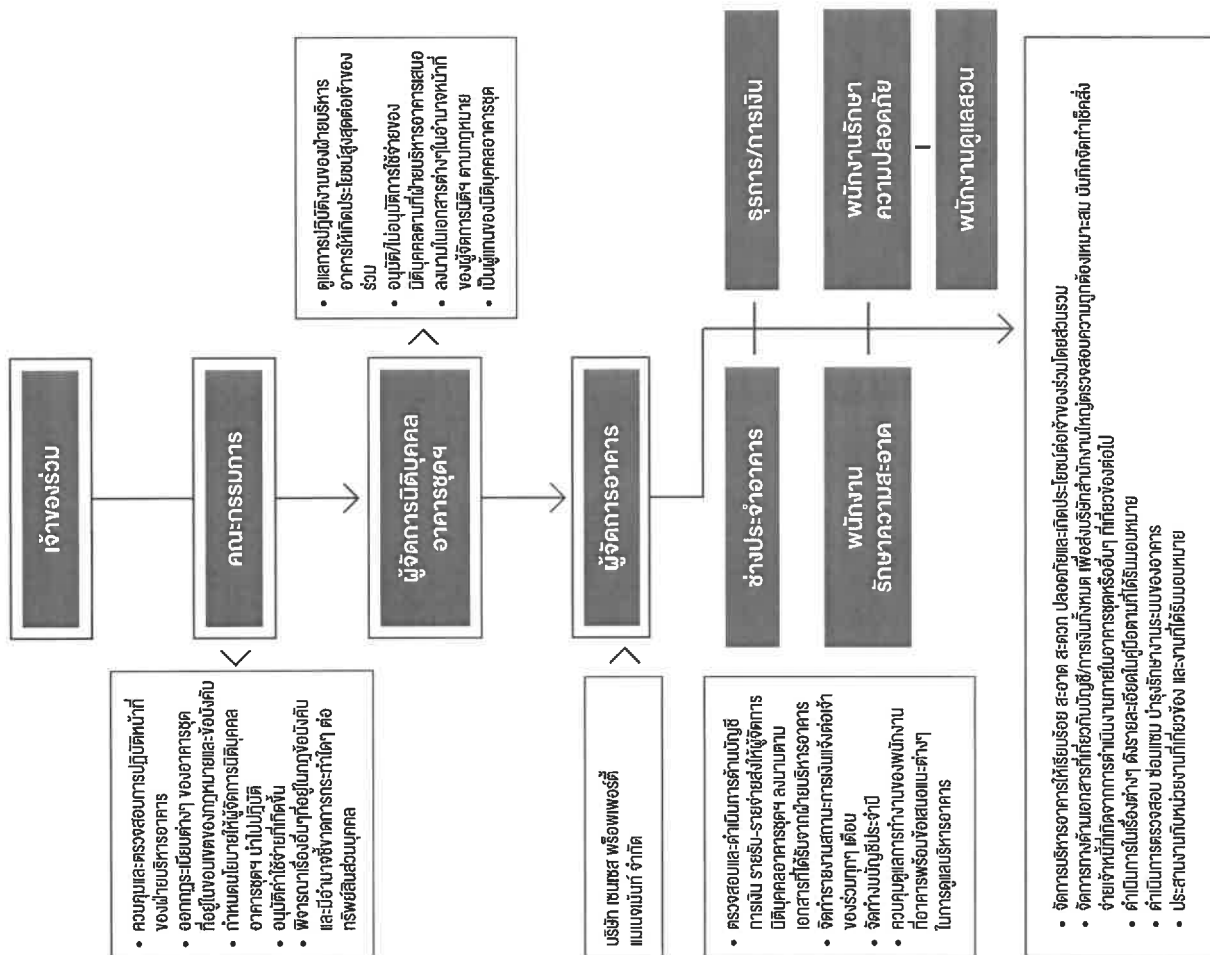 เจ้าของร่วม
คณะกรรมการ
• ควบคุมและตรวจสอบการปฏิบัติหน้าที่
ของฝ่ายบริหารอาคาร
• ออกกฎระเบียบต่างๆ ของอาคารชุด
ที่อยู่ในขอบเขตของกฎหมายและข้อบังคับ
• กำหนดนโยบายให้ผู้จัดการนิติบุคคล
อาคารชุดฯ นำไปปฏิบัติ
• อนุมัติค่าใช้จ่ายที่เกิดขึ้น
• พิจารณาเรื่องอื่นๆที่อยู่ในกฎข้อบังคับ
และมีอำนาจชี้ขาดการกระทำใดๆ ต่อ
ทรัพย์สินส่วนบุคคล
ผู้จัดการนิติบุคคล
อาคารชุดฯ
• ดูแลการปฏิบัติงานของฝ่ายบริหาร
อาคารให้เกิดประโยชน์สูงสุดต่อเจ้าของ
ร่วม
• อนุมัติ/ไม่อนุมัติการใช้จ่ายของ
นิติบุคคลตามที่ฝ่ายบริหารอาคารเสนอ
• ลงนามในเอกสารต่างๆในอำนาจหน้าที่
ของผู้จัดการนิติฯ ตามกฎหมาย
• เป็นผู้แทนของนิติบุคคลอาคารชุด
ผู้จัดการอาคาร
บริษัท เซนเซส พร็อพเพอร์ตี้
แมเนจเม้นท์ จำกัด
• ตรวจสอบและดำเนินการด้านบัญชี
การเงิน รายรับ-รายจ่ายส่งให้ผู้จัดการ
นิติบุคคลอาคารชุดฯ ลงนามตาม
เอกสารที่ได้รับจากฝ่ายบริหารอาคาร
• จัดทำรายงานสถานะการเงินแจ้งต่อเจ้า
ของร่วมทุกๆ เดือน
• จัดทำงบบัญชีประจำปี
• ควบคุมดูแลการทำงานของพนักงาน
ที่อาคารพร้อมข้อเสนอแนะต่างๆ
ในการดูแลบริหารอาคาร
ช่างประจำอาคาร
ธุรการ/การเงิน
พนักงาน
รักษาความสะอาด
พนักงานรักษา
ความปลอดภัย
พนักงานดูแลสวน
• จัดการบริหารอาคารให้เรียบร้อย สะอาด สะดวก ปลอดภัยและเกิดประโยชน์ต่อเจ้าของร่วมโดยส่วนรวม
• จัดการทางด้านเอกสารที่เกี่ยวกับบัญชี/การเงินทั้งหมด เพื่อส่งบริษัทสำนักงานใหญ่ตรวจสอบความถูกต้องเหมาะสม บันทึกจัดทำเช็คสั่ง
จ่ายเจ้าหนี้ที่เกิดจากการดำเนินงานภายในอาคารชุดหรืออื่นๆ ที่เกี่ยวข้องต่อไป
• ดำเนินการในเรื่องต่างๆ ดังรายละเอียดในคู่มือตามที่ได้รับมอบหมาย
• ดำเนินการตรวจสอบ ซ่อมแซม บำรุงรักษางานระบบของอาคาร
• ประสานงานกับหน่วยงานที่เกี่ยวข้อง และงานที่ได้รับมอบหมาย